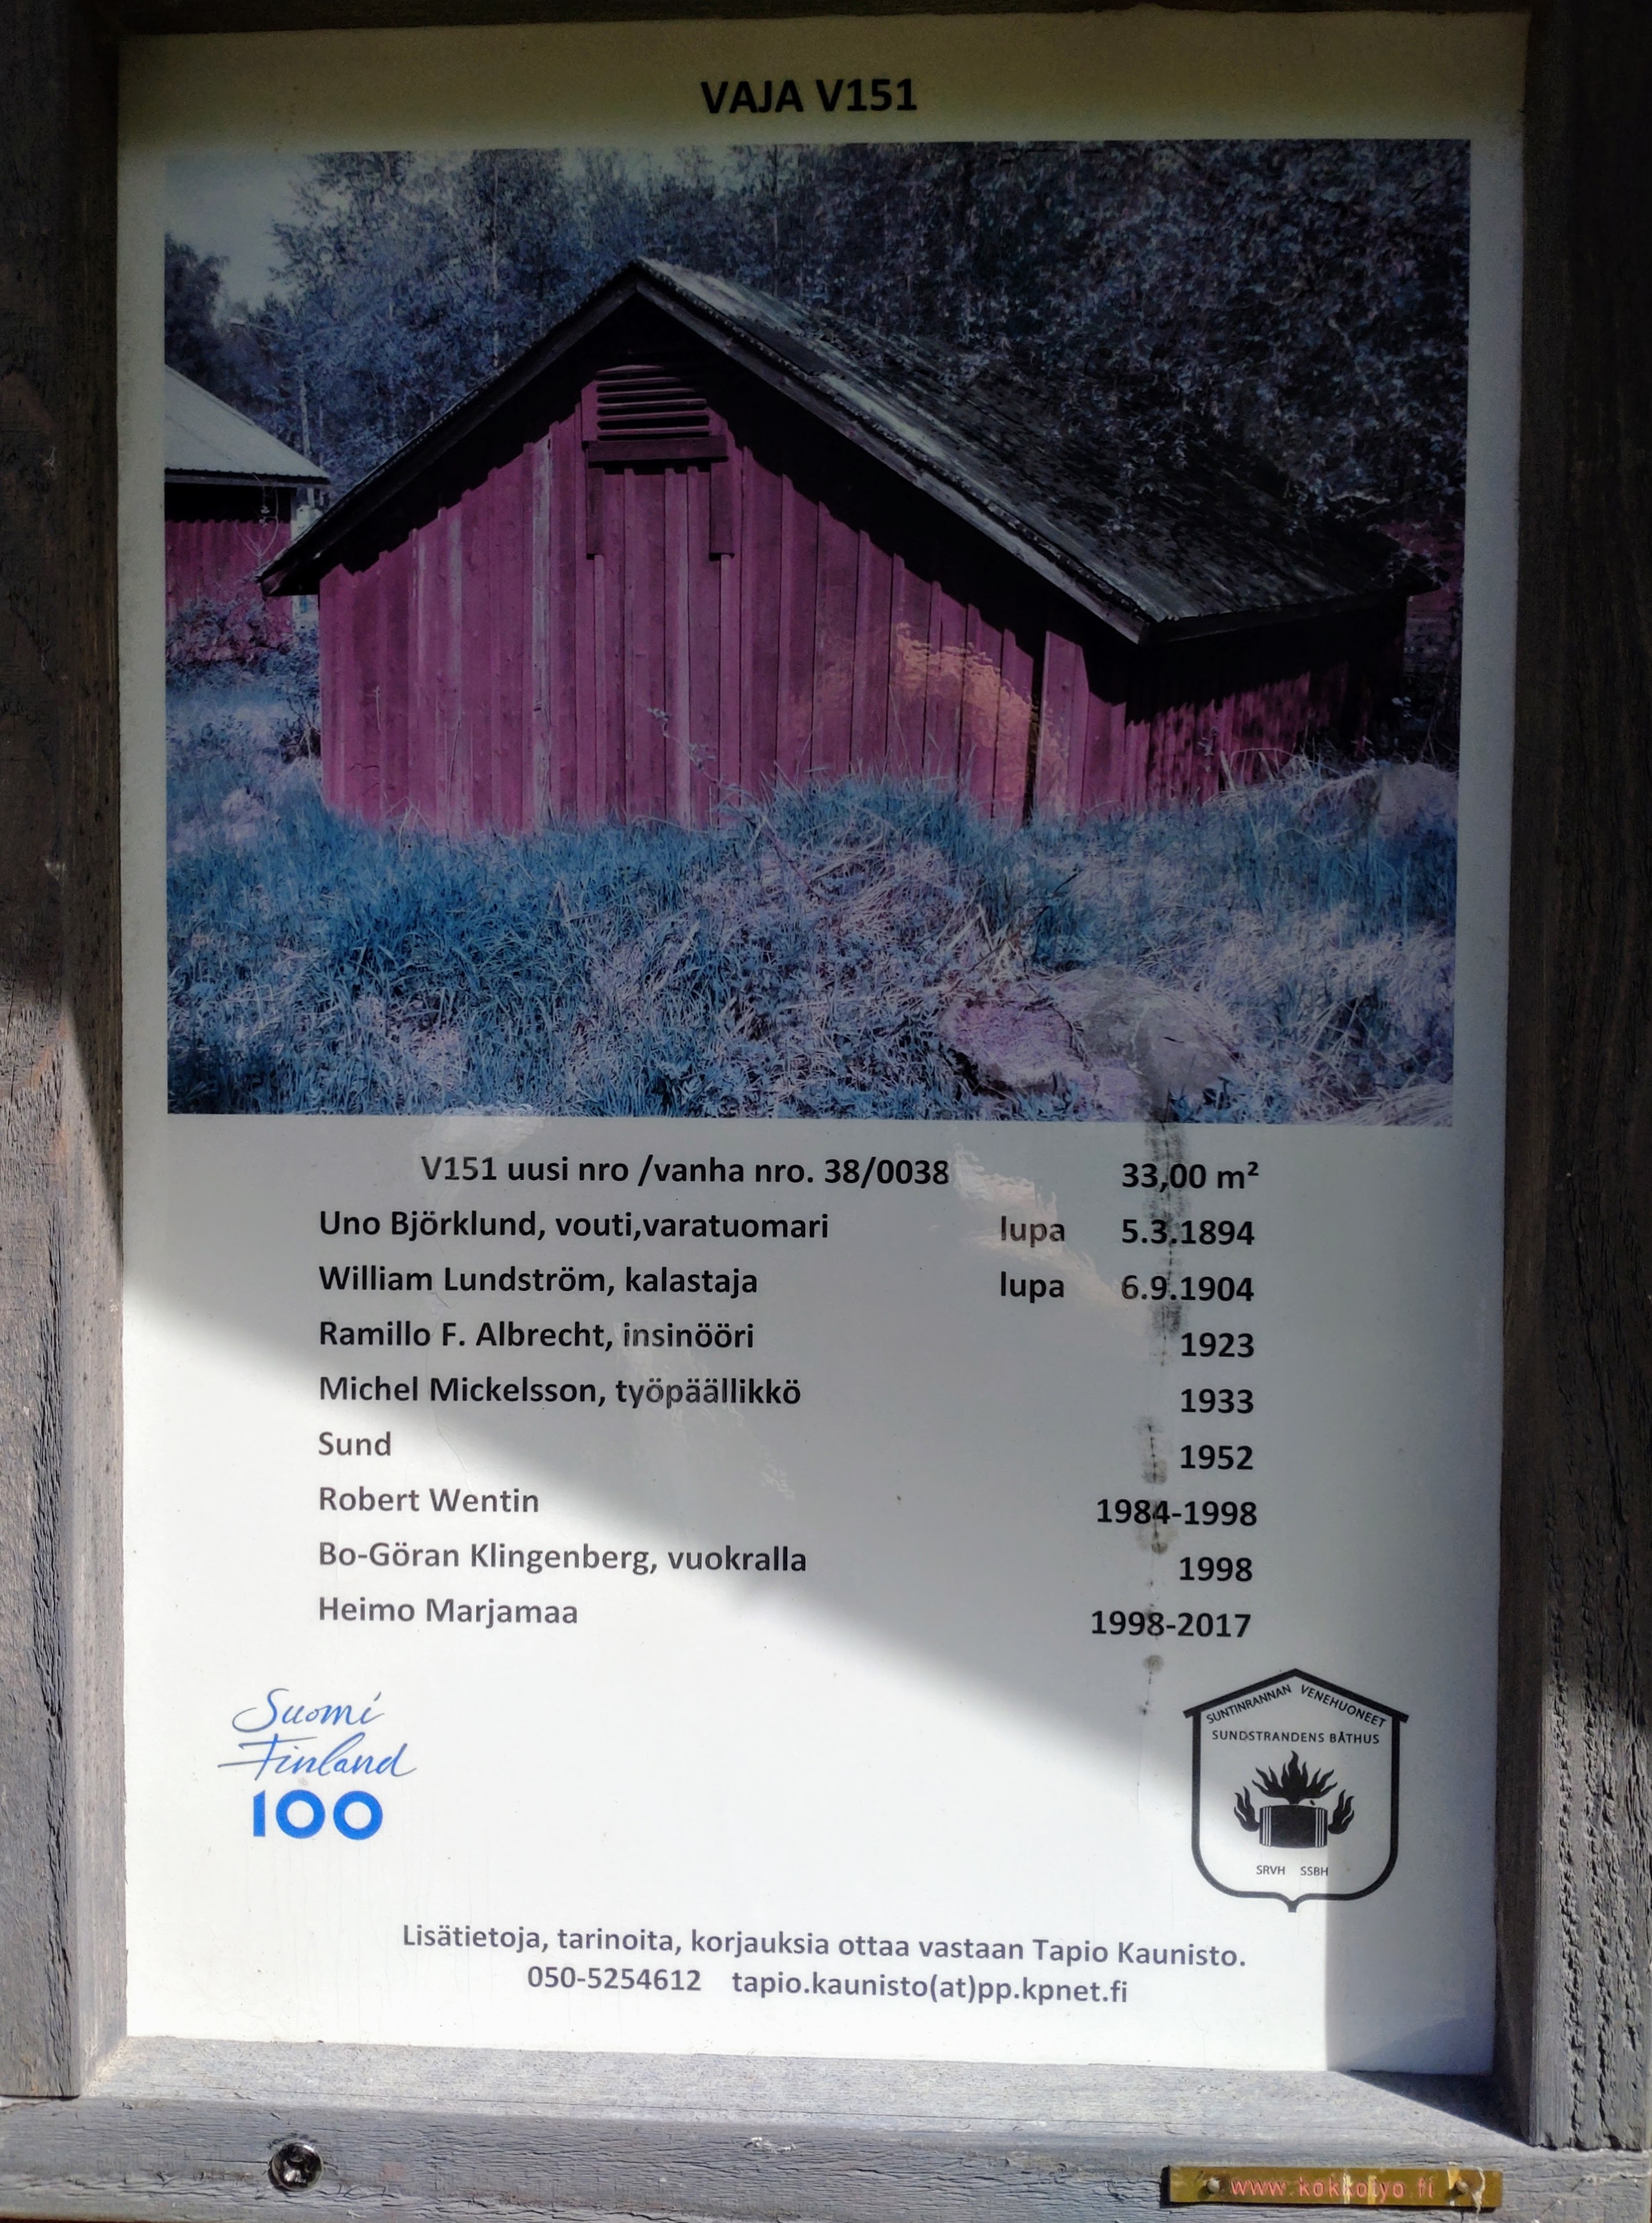 VAJA V151
V151 uusi nro /vanha nro. 38/0038 33,00 m²
Uno Björklund, vouti,varatuomari lupa 5.3.1894
William Lundström, kalastaja lupa 6.9.1904
Ramillo F. Albrecht, insinööri 1923
Michel Mickelsson, työpäällikkö 1933
Sund 1952
Robert Wentin 1984-1998
Bo-Göran Klingenberg, vuokralla 1998
Heimo Marjamaa 1998-2017
Suomi
Finland
100
SUNTINRANNAN VENEHUONEET
SUNDSTRANDENS BÅTHUS
SRVH SSBH
Lisätietoja, tarinoita, korjauksia ottaa vastaan Tapio Kaunisto.
050-5254612 tapio.kaunisto(at)pp.kpnet.fi
www.kokkotyo.fi